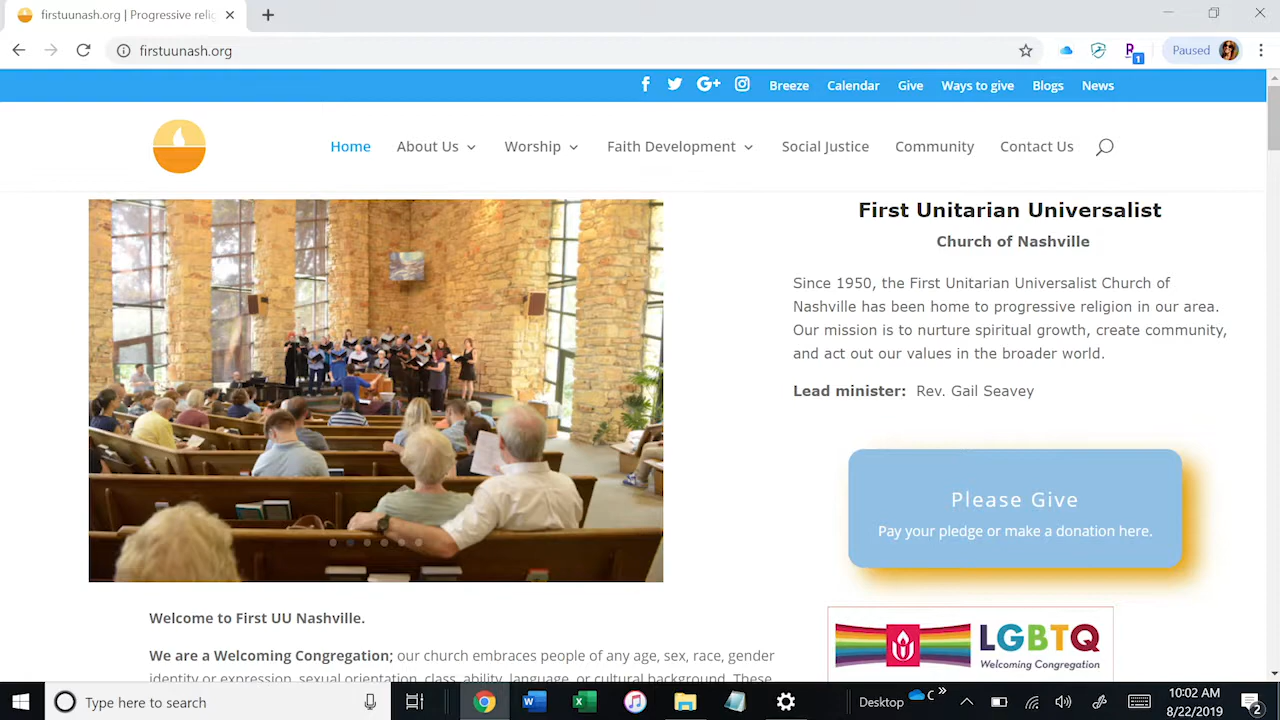 firstuunash.org | Progressive relig
firstuunash.org
Paused
1
Breeze Calendar Give Ways to give Blogs News
Home About Us Worship Faith Development Social Justice Community Contact Us
First Unitarian Universalist
Church of Nashville
Since 1950, the First Unitarian Universalist Church of
Nashville has been home to progressive religion in our area.
Our mission is to nurture spiritual growth, create community,
and act out our values in the broader world.
Lead minister: Rev. Gail Seavey
Please Give
Pay your pledge or make a donation here.
Welcome to First UU Nashville.
We are a Welcoming Congregation; our church embraces people of any age, sex, race, gender
identity or expression, sexual orientation, class, ability, language, or cultural background. These
LGBTQ
Welcoming Congregation
Type here to search
Desktop
C
10:02 AM
8/22/2019
2